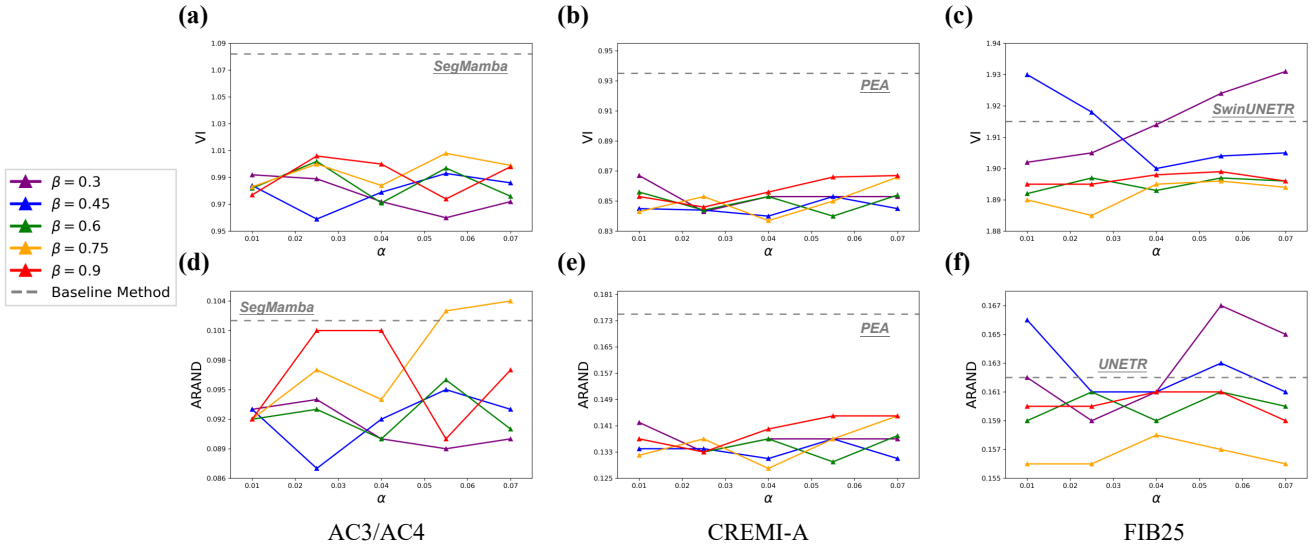 (a)
(b)
(c)
1.09
1.07
1.05
1.03
1.01
0.99
0.97
0.95
VI
SegMamba
0.01 0.02 0.03 0.04 0.05 0.06 0.07
α
0.95
0.93
0.91
0.89
0.87
0.85
0.83
VI
PEA
0.01 0.02 0.03 0.04 0.05 0.06 0.07
α
1.94
1.93
1.92
1.91
1.90
1.89
1.88
VI
SwinUNETR
0.01 0.02 0.03 0.04 0.05 0.06 0.07
α
β = 0.3
β = 0.45
β = 0.6
β = 0.75
β = 0.9
Baseline Method
(d)
(e)
(f)
0.104
0.101
0.098
0.095
0.092
0.089
0.086
ARAND
SegMamba
0.01 0.02 0.03 0.04 0.05 0.06 0.07
α
0.181
0.173
0.165
0.157
0.149
0.141
0.133
0.125
ARAND
PEA
0.01 0.02 0.03 0.04 0.05 0.06 0.07
α
0.167
0.165
0.163
0.161
0.159
0.157
0.155
ARAND
UNETR
0.01 0.02 0.03 0.04 0.05 0.06 0.07
α
AC3/AC4
CREMI-A
FIB25